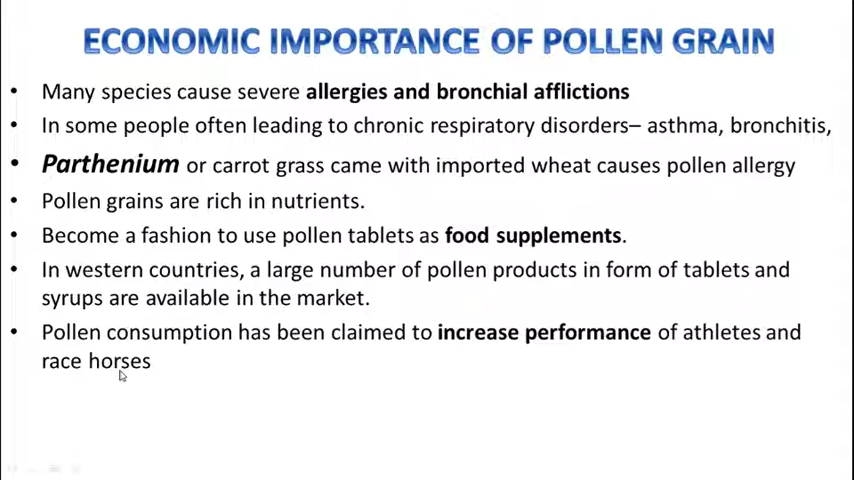 ECONOMIC IMPORTANCE OF POLLEN GRAIN
• Many species cause severe allergies and bronchial afflictions
• In some people often leading to chronic respiratory disorders– asthma, bronchitis,
• Parthenium or carrot grass came with imported wheat causes pollen allergy
• Pollen grains are rich in nutrients.
• Become a fashion to use pollen tablets as food supplements.
• In western countries, a large number of pollen products in form of tablets and
syrups are available in the market.
• Pollen consumption has been claimed to increase performance of athletes and
race horses